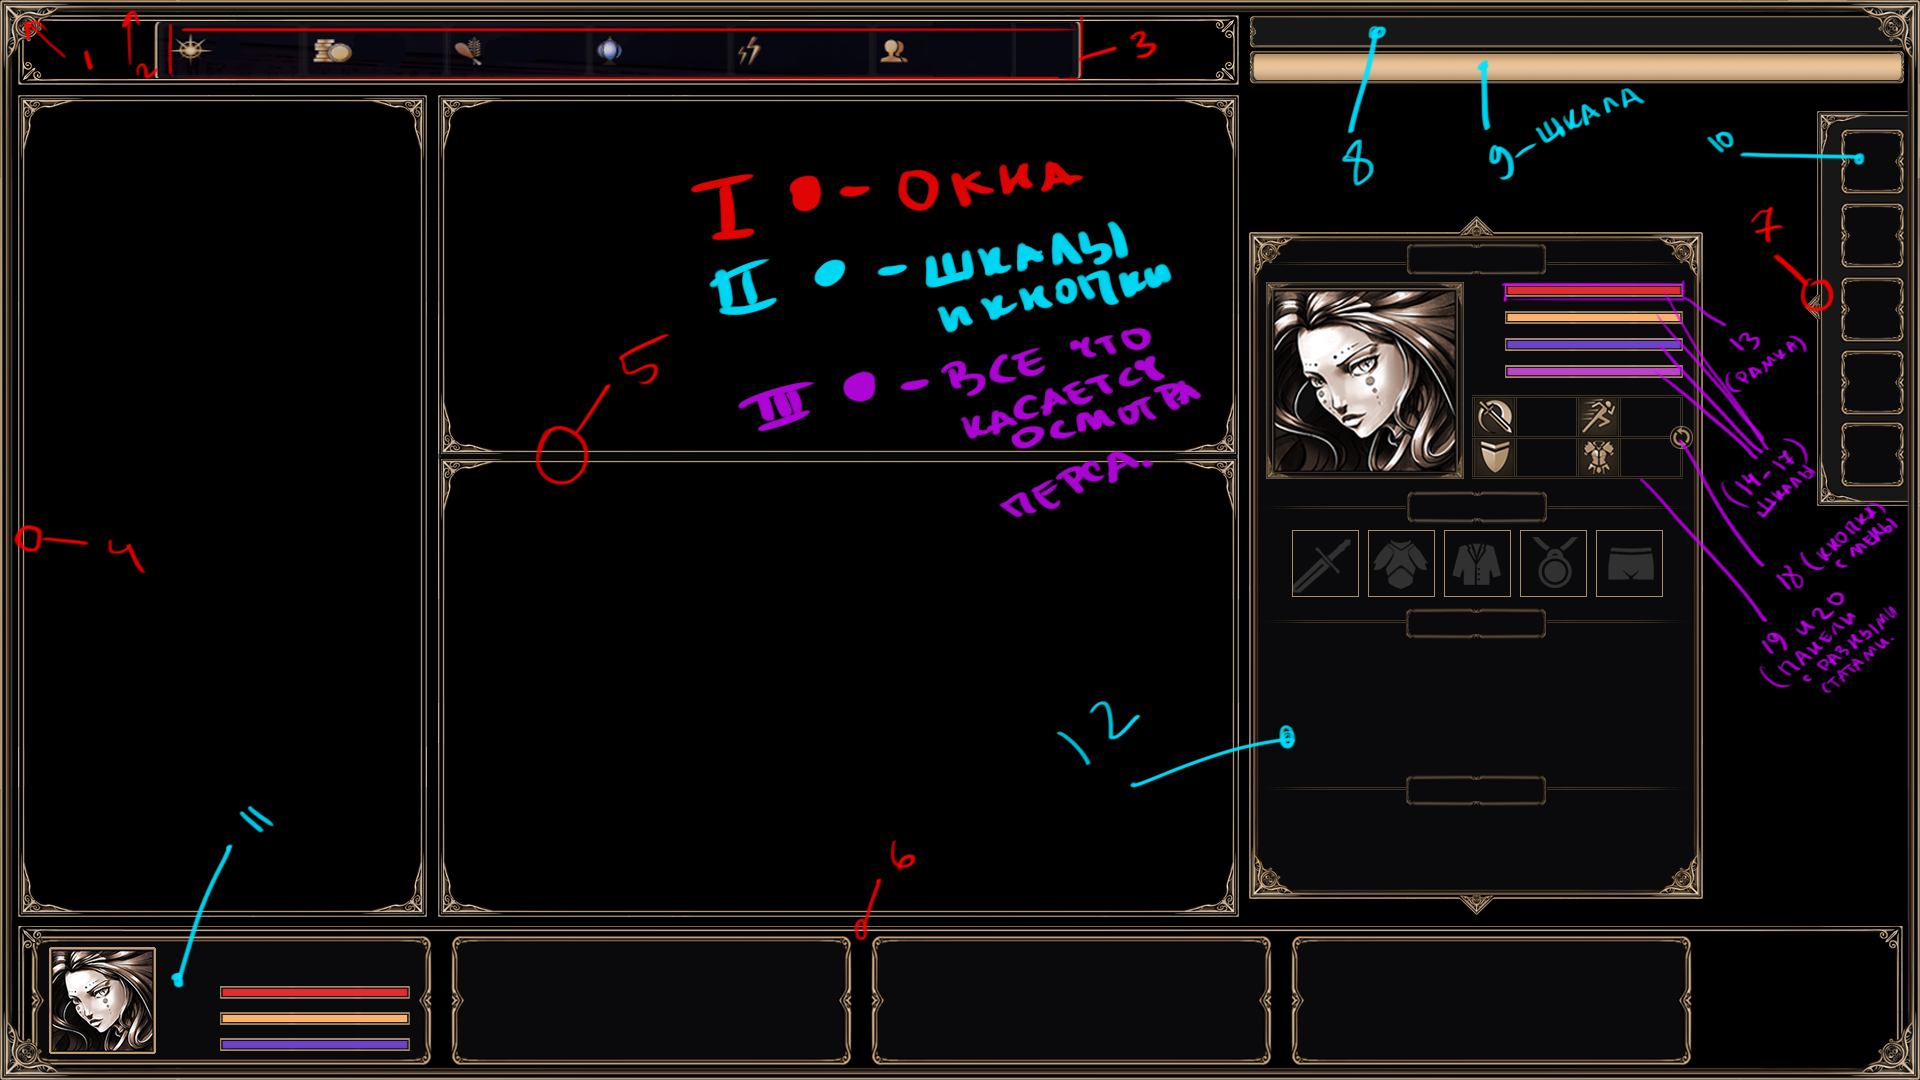 1
2
3
8
9 – ШКАЛА
10
7
I ● – ОКНА
II ● – ШКАЛЫ
И КНОПКИ
III ● – ВСЕ ЧТО
КАСАЕТСЯ
ОСМОТРА
ПЕРСА.
5
4
13
(РАМКА)
(14-17)
ШКАЛЫ
18 (КНОПКА)
СМЕНЫ
19 И 20
(ПАНЕЛИ
С РАЗНЫМИ
СТАТАМИ.
12
11
6